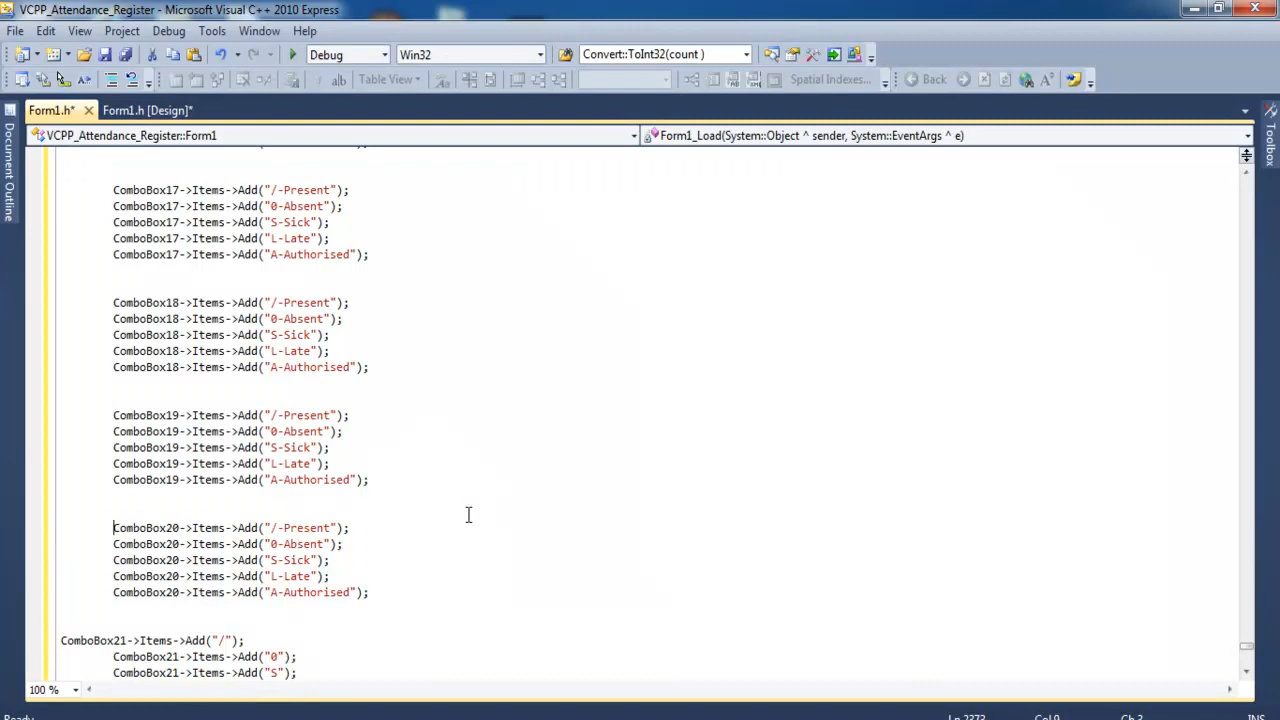 VCPP_Attendance_Register - Microsoft Visual C++ 2010 Express
File Edit View Project Debug Tools Window Help
Debug Win32 Convert::ToInt32(count )
Table View Spatial Indexes... Back
Form1.h* Form1.h [Design]*
VCPP_Attendance_Register::Form1 Form1_Load(System::Object ^ sender, System::EventArgs ^ e)
Document Outline
Toolbox
ComboBox17->Items->Add("/-Present");
ComboBox17->Items->Add("0-Absent");
ComboBox17->Items->Add("S-Sick");
ComboBox17->Items->Add("L-Late");
ComboBox17->Items->Add("A-Authorised");
ComboBox18->Items->Add("/-Present");
ComboBox18->Items->Add("0-Absent");
ComboBox18->Items->Add("S-Sick");
ComboBox18->Items->Add("L-Late");
ComboBox18->Items->Add("A-Authorised");
ComboBox19->Items->Add("/-Present");
ComboBox19->Items->Add("0-Absent");
ComboBox19->Items->Add("S-Sick");
ComboBox19->Items->Add("L-Late");
ComboBox19->Items->Add("A-Authorised");
ComboBox20->Items->Add("/-Present");
ComboBox20->Items->Add("0-Absent");
ComboBox20->Items->Add("S-Sick");
ComboBox20->Items->Add("L-Late");
ComboBox20->Items->Add("A-Authorised");
ComboBox21->Items->Add("/");
ComboBox21->Items->Add("0");
ComboBox21->Items->Add("S");
100 %
Ready Ln 2373 Col 9 Ch 3 INS